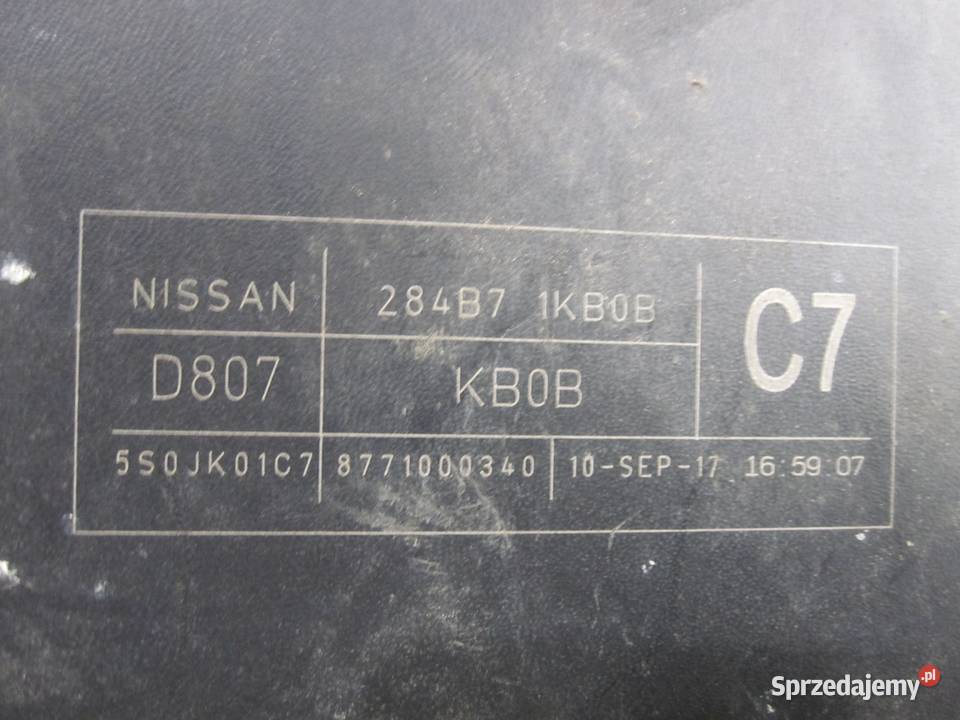 NISSAN 284B7 1KB0B C7
D807 KB0B
5S0JK01C7 8771000340 10-SEP-17 16:59:07
Sprzedajemy.pl